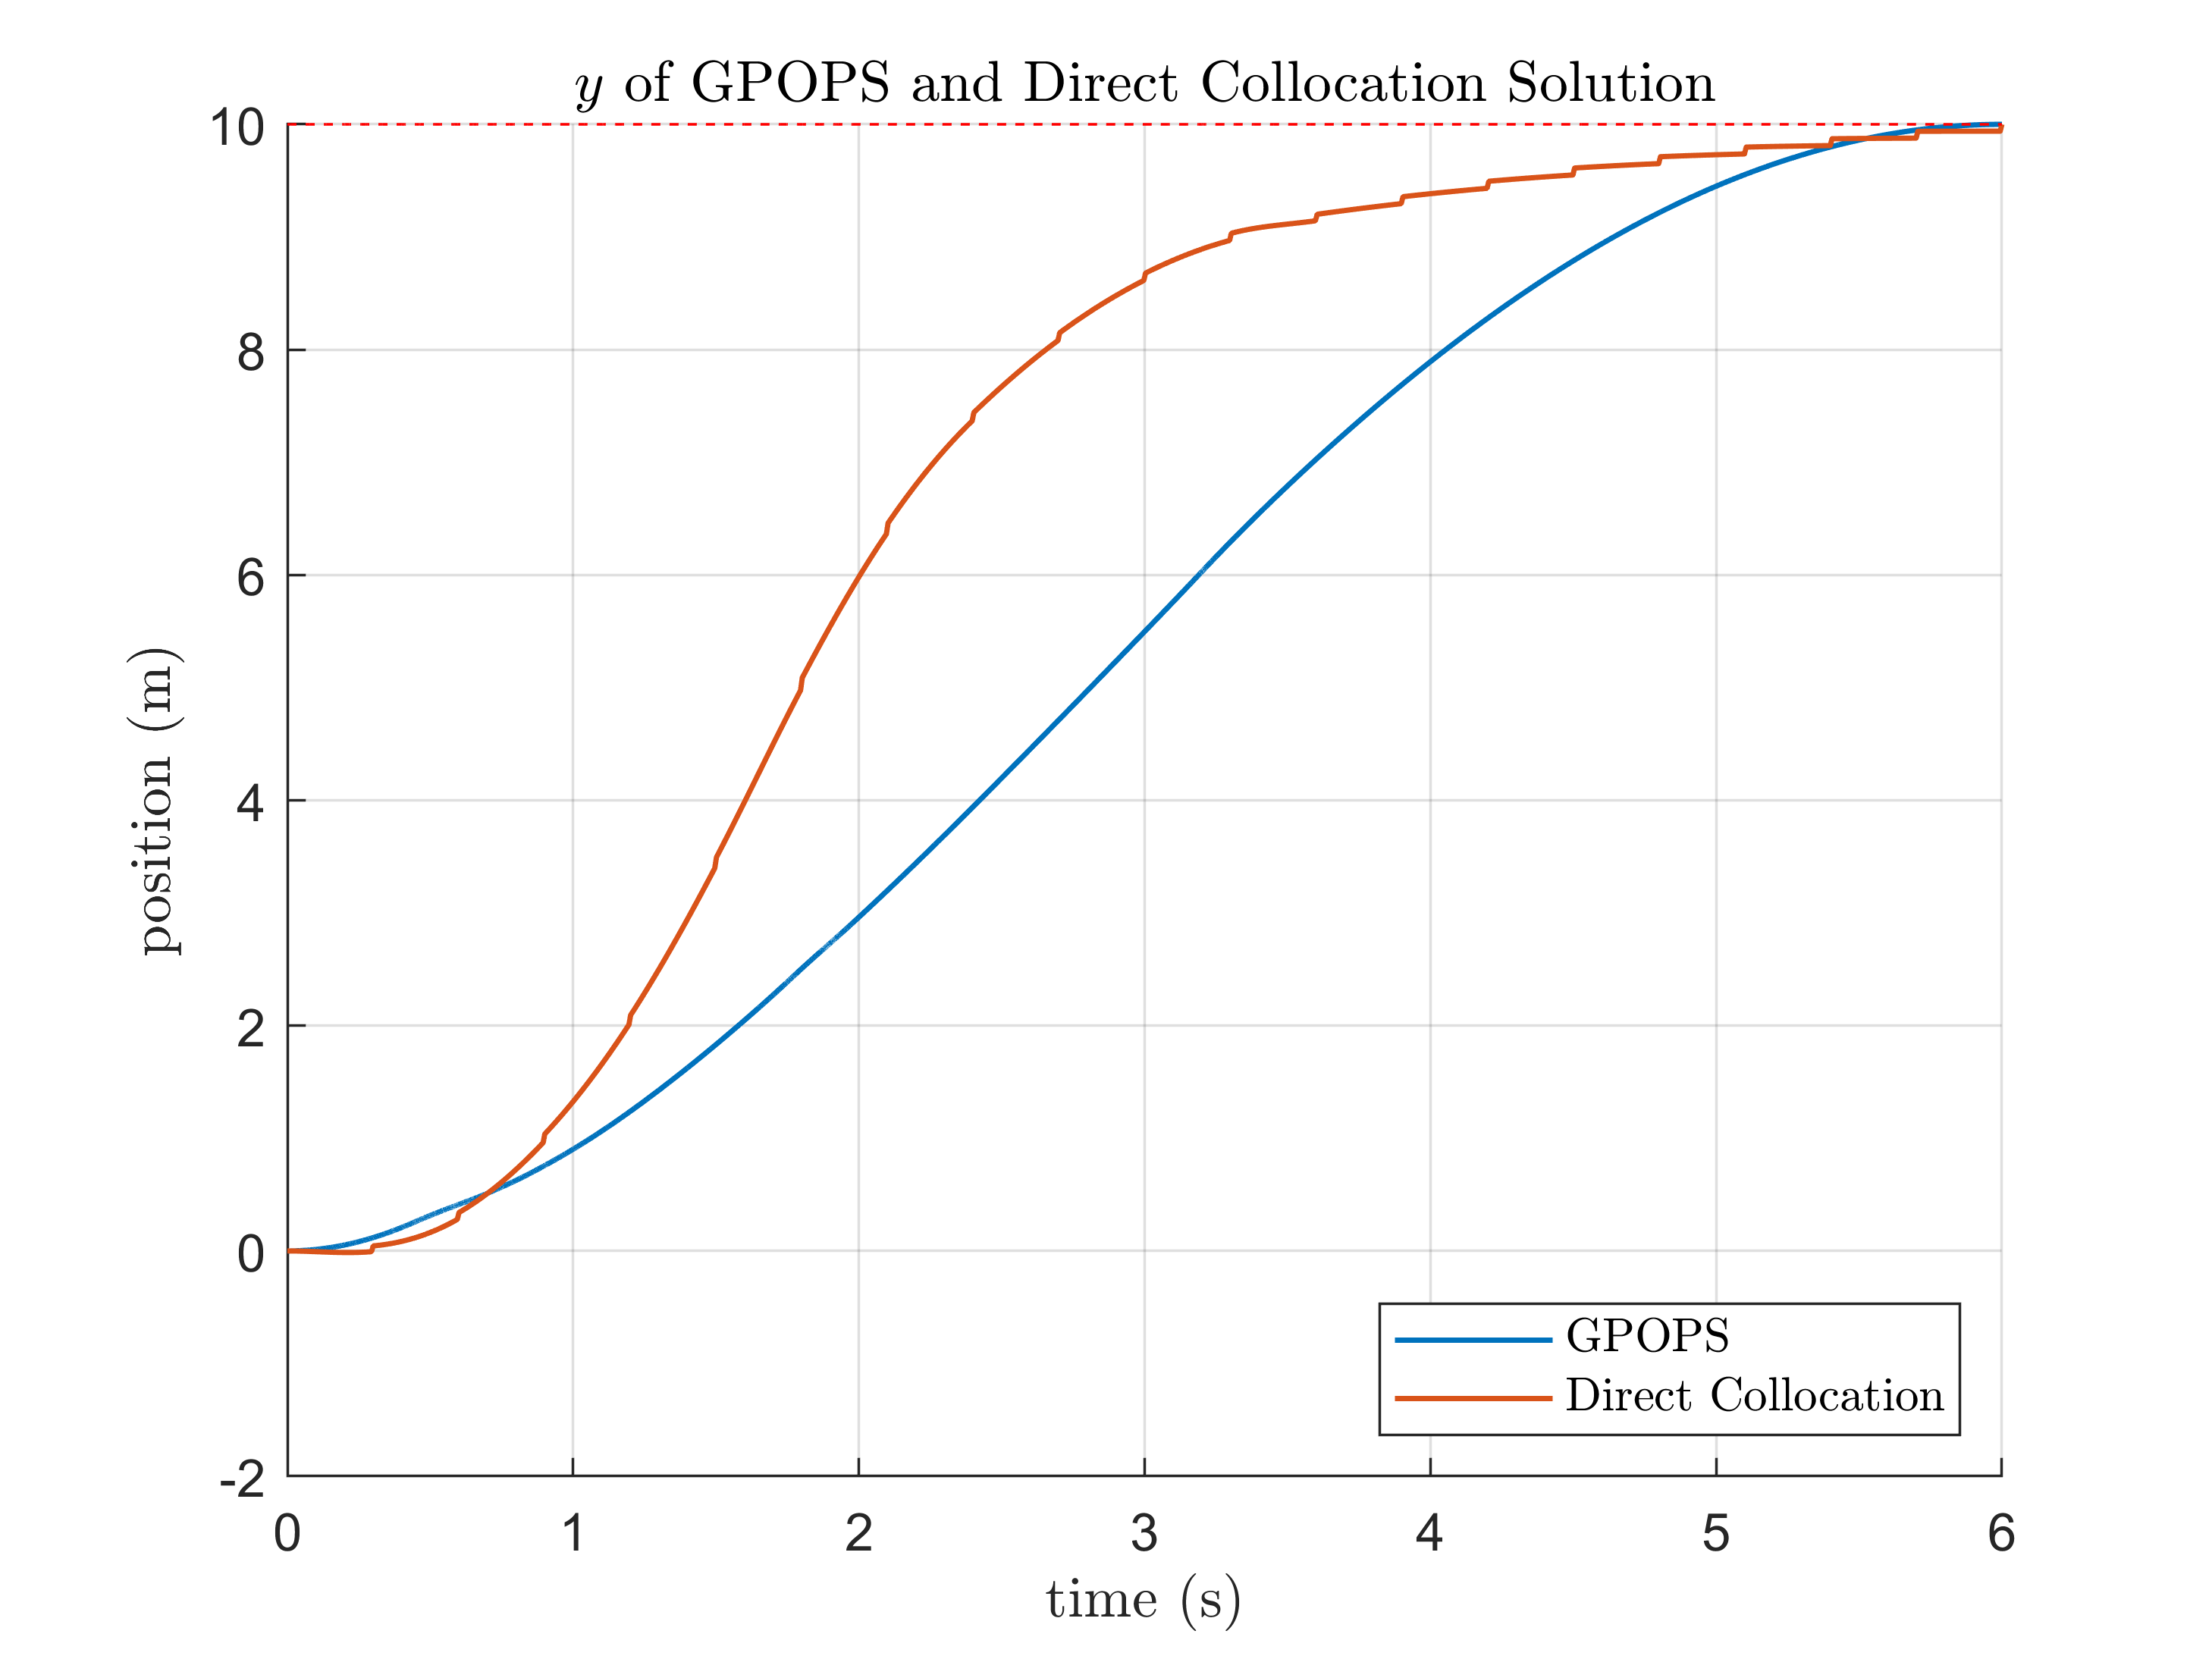 y of GPOPS and Direct Collocation Solution
10
8
6
4
2
0
-2
position (m)
0 1 2 3 4 5 6
time (s)
GPOPS
Direct Collocation